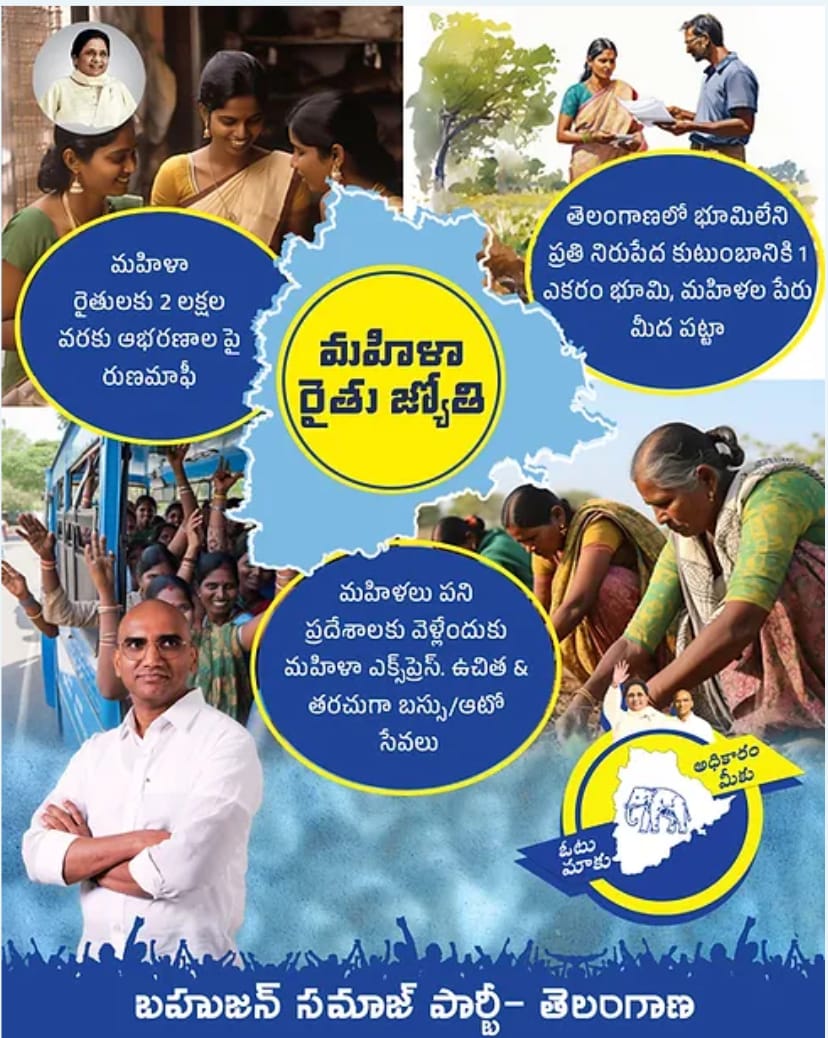 మహిళా
రైతులకు 2 లక్షల
వరకు ఆభరణాల పై
రుణమాఫీ
తెలంగాణలో భూమిలేని
ప్రతి నిరుపేద కుటుంబానికి 1
ఎకరం భూమి, మహిళల పేరు
మీద పట్టా
మహిళా
రైతు జ్యోతి
మహిళలు పని
ప్రదేశాలకు వెళ్లేందుకు
మహిళా ఎక్స్‌ప్రెస్. ఉచిత &
తరచుగా బస్సు/ఆటో
సేవలు
అధికారం
మీకు
ఓటు
మాకు
బహుజన్ సమాజ్ పార్టీ- తెలంగాణ